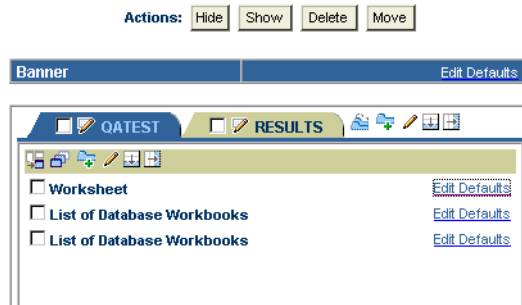 Actions: Hide Show Delete Move
Banner Edit Defaults
QATEST RESULTS
Worksheet Edit Defaults
List of Database Workbooks Edit Defaults
List of Database Workbooks Edit Defaults